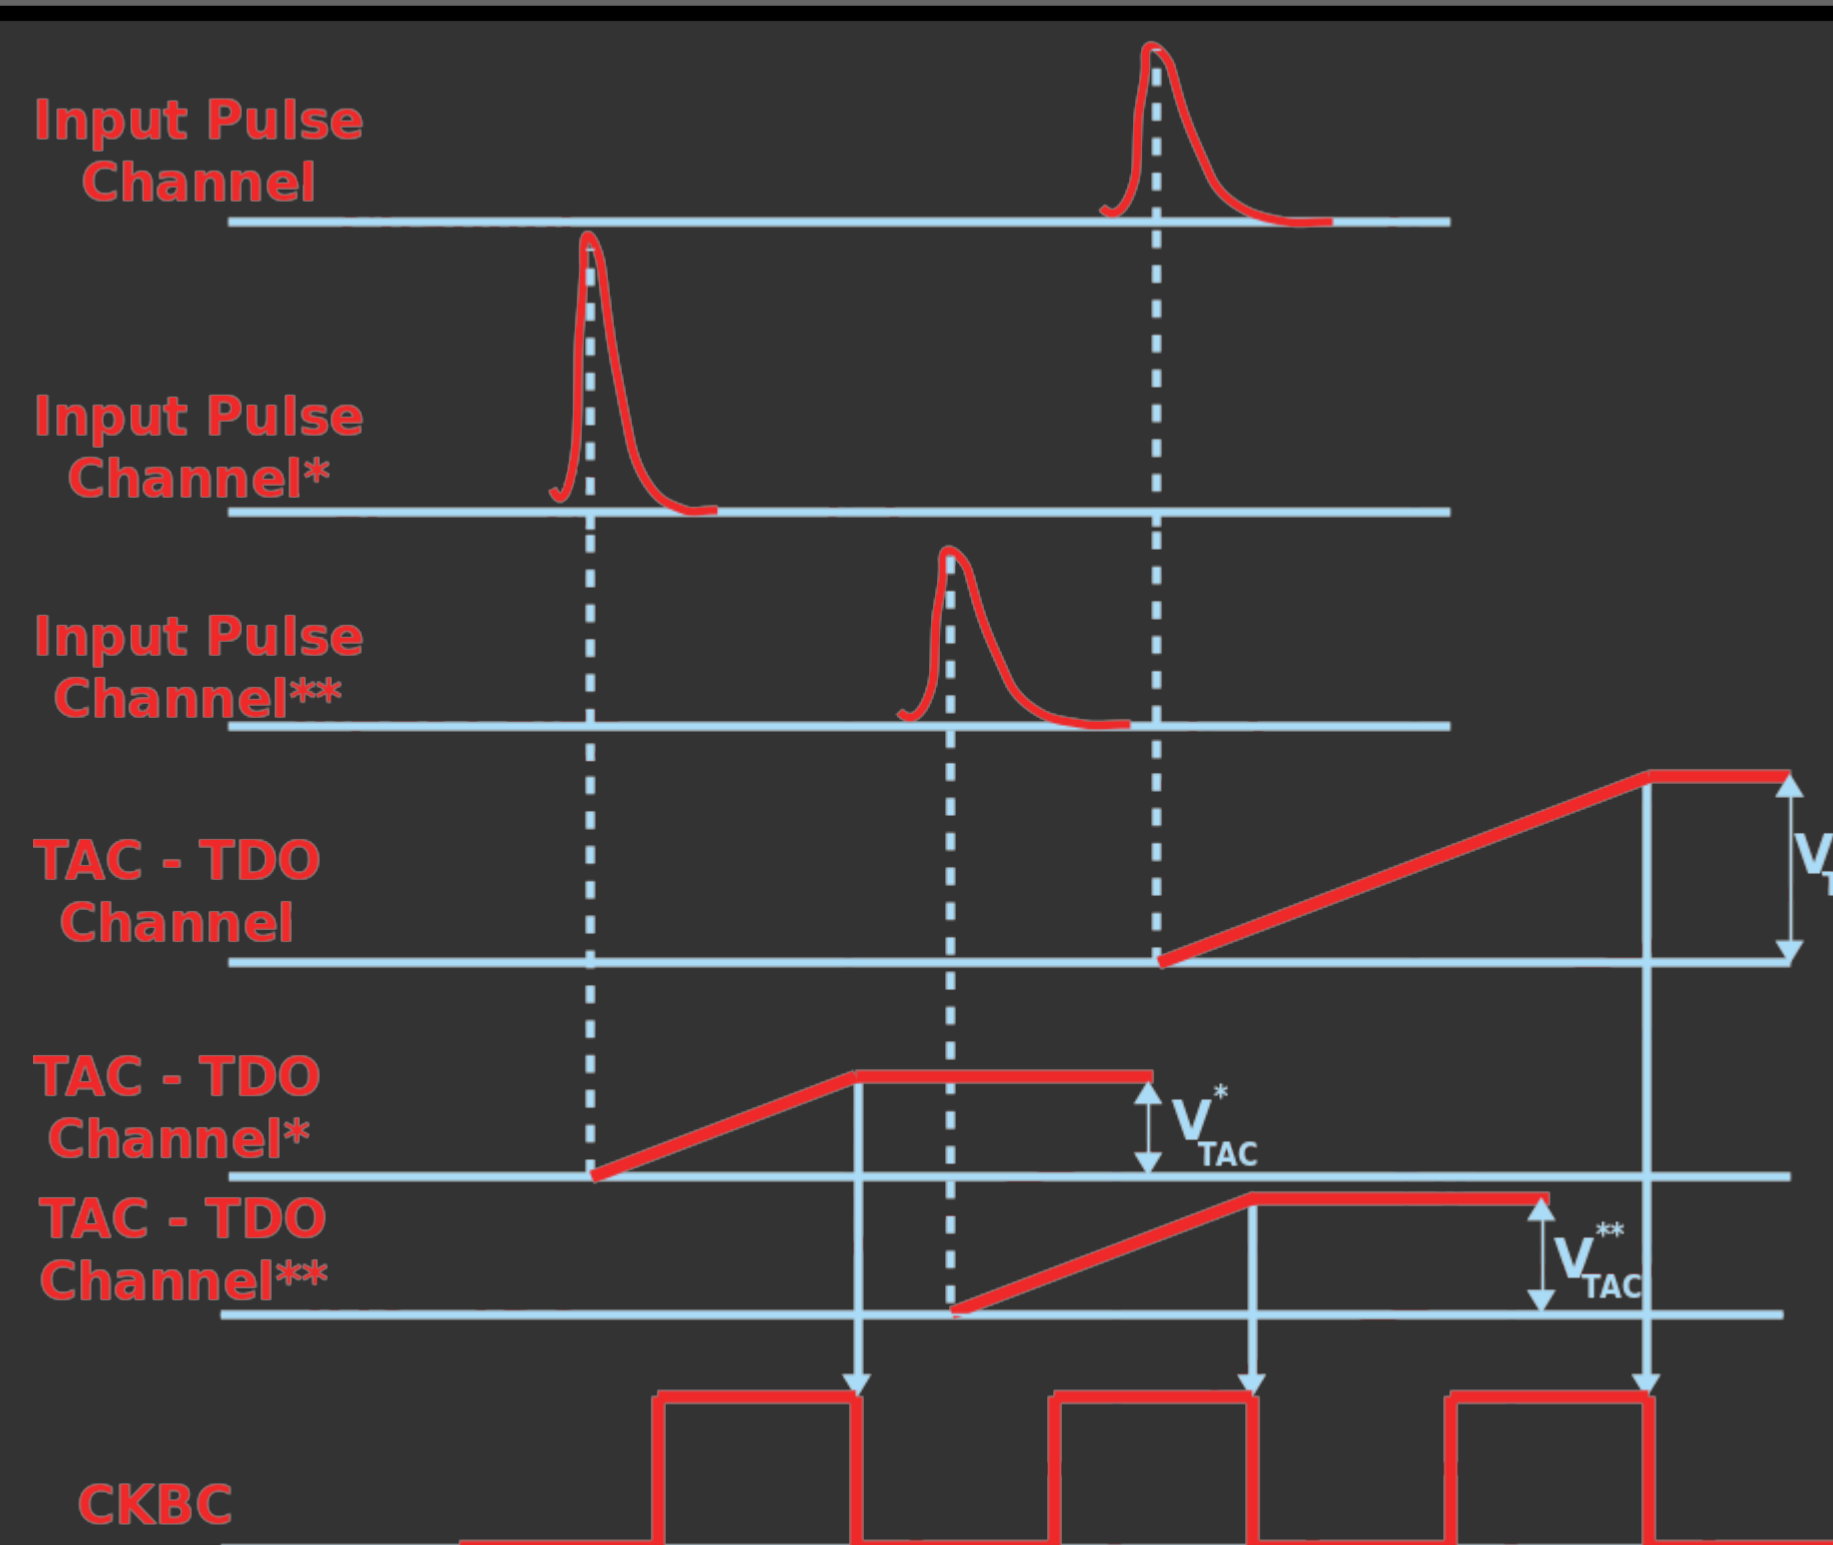 Input Pulse
Channel
Input Pulse
Channel*
Input Pulse
Channel**
TAC - TDO
Channel
V
TAC - TDO
Channel*
V*
TAC
TAC - TDO
Channel**
V**
TAC
CKBC